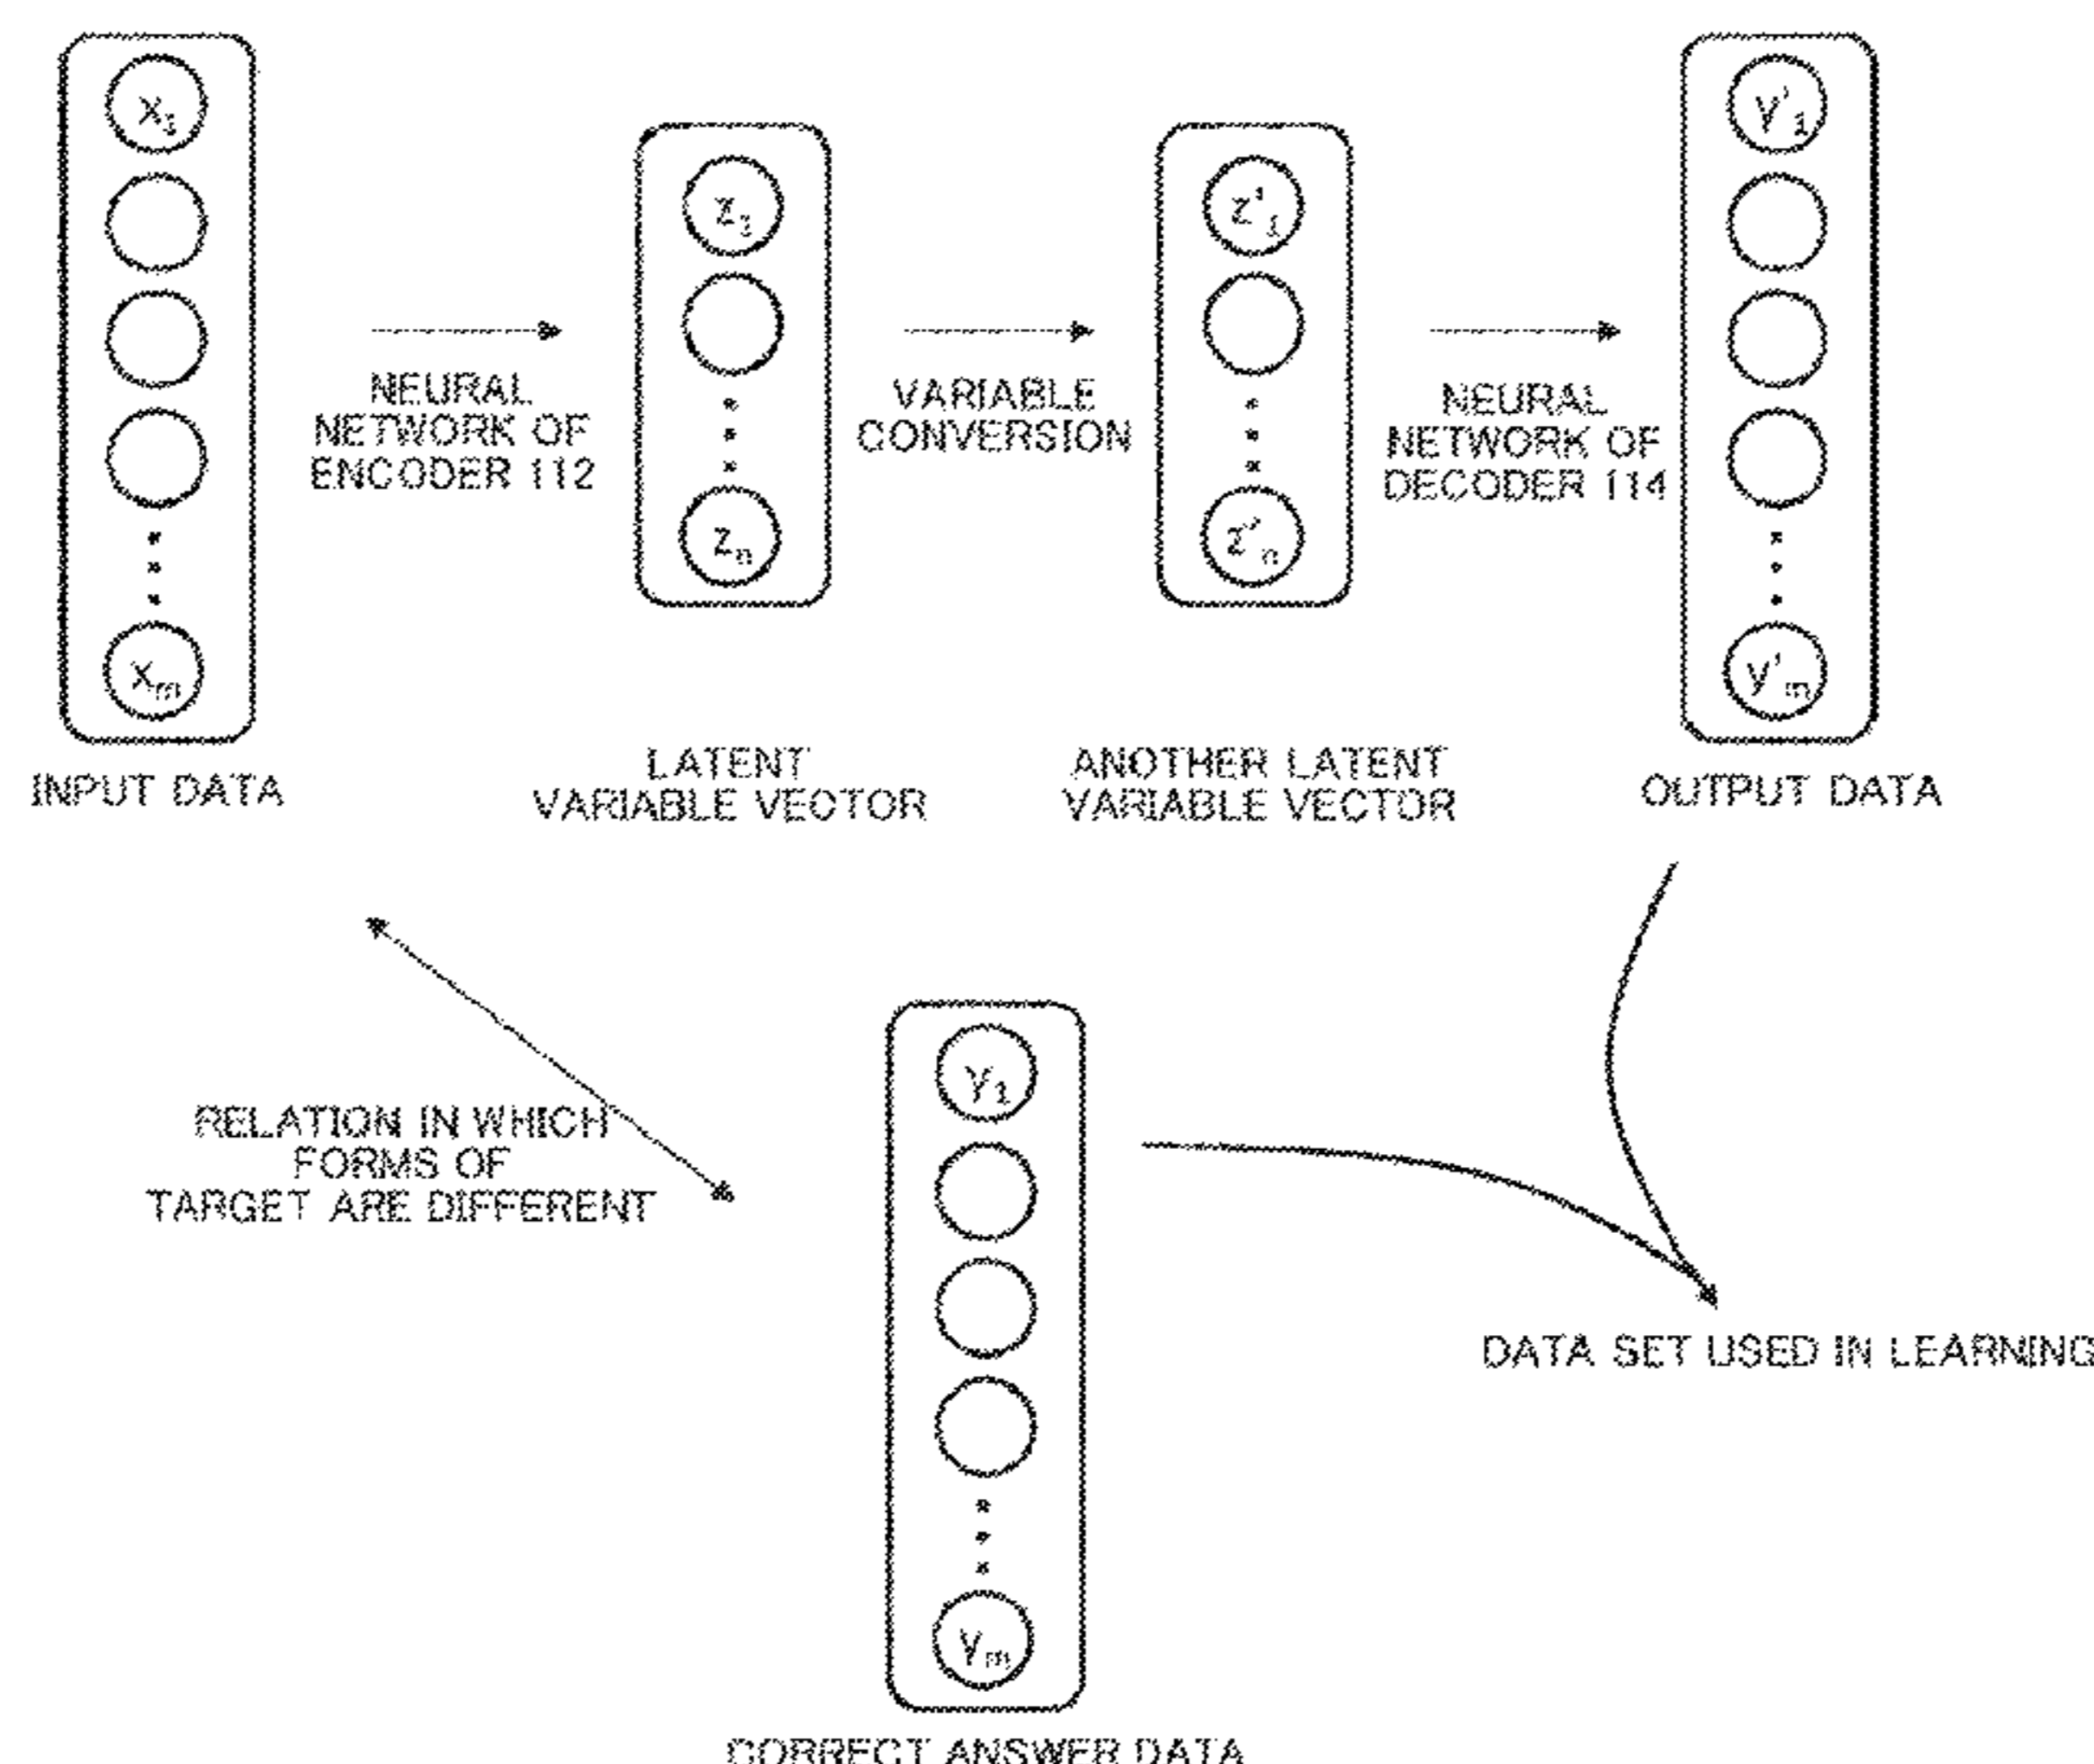 x₁
xₘ
INPUT DATA
NEURAL
NETWORK OF
ENCODER 112
z₁
zₙ
LATENT
VARIABLE VECTOR
VARIABLE
CONVERSION
z'₁
z'ₙ
ANOTHER LATENT
VARIABLE VECTOR
NEURAL
NETWORK OF
DECODER 114
y'₁
y'ₘ
OUTPUT DATA
RELATION IN WHICH
FORMS OF
TARGET ARE DIFFERENT
y₁
yₘ
CORRECT ANSWER DATA
DATA SET USED IN LEARNING